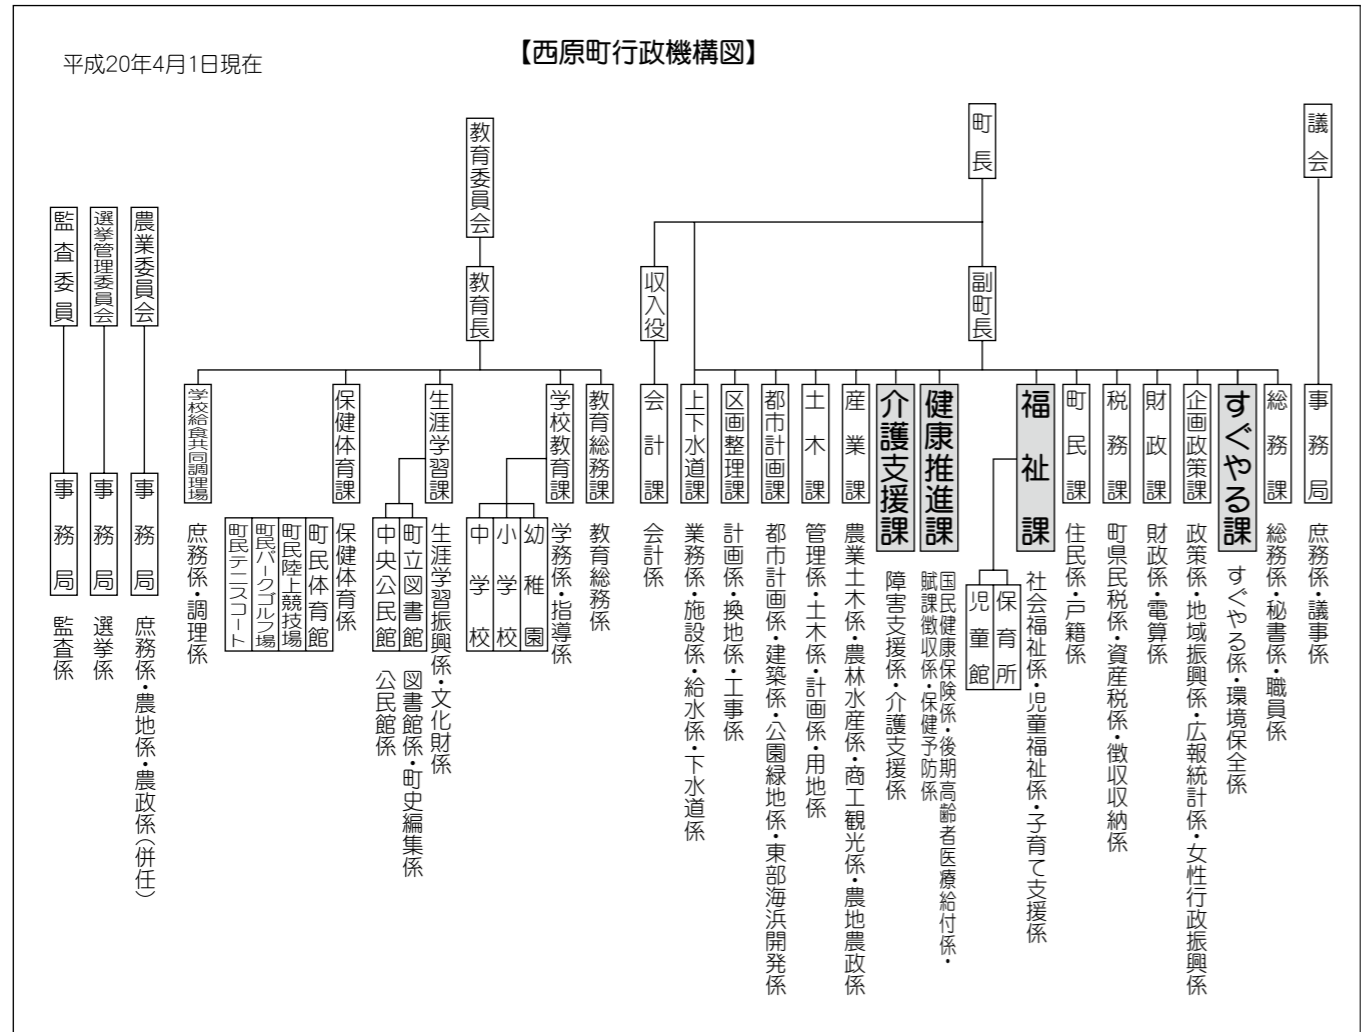 【西原町行政機構図】
平成20年4月1日現在
議会
事務局
庶務係・議事係
町長
副町長
総務課
総務係・秘書係・職員係
すぐやる課
すぐやる係・環境保全係
企画政策課
政策係・地域振興係・広報統計係・女性行政振興係
財政課
財政係・電算係
税務課
町県民税係・資産税係・徴収収納係
町民課
住民係・戸籍係
福祉課
社会福祉係・児童福祉係・子育て支援係
保育所
児童館
健康推進課
国民健康保険係・後期高齢者医療給付係・
賦課徴収係・保健予防係
介護支援課
障害支援係・介護支援係
産業課
農業土木係・農林水産係・商工観光係・農地農政係
土木課
管理係・土木係・計画係・用地係
都市計画課
都市計画係・建築係・公園緑地係・東部海浜開発係
区画整理課
計画係・換地係・工事係
上下水道課
業務係・施設係・給水係・下水道係
収入役
会計課
会計係
教育委員会
教育長
教育総務課
教育総務係
学校教育課
学務係・指導係
幼稚園
小学校
中学校
生涯学習課
生涯学習振興係・文化財係
町立図書館
図書館係・町史編集係
中央公民館
公民館係
保健体育課
保健体育係
町民体育館
町民陸上競技場
町民パークゴルフ場
町民テニスコート
学校給食共同調理場
庶務係・調理係
農業委員会
事務局
庶務係・農地係・農政係(併任)
選挙管理委員会
事務局
選挙係
監査委員
事務局
監査係